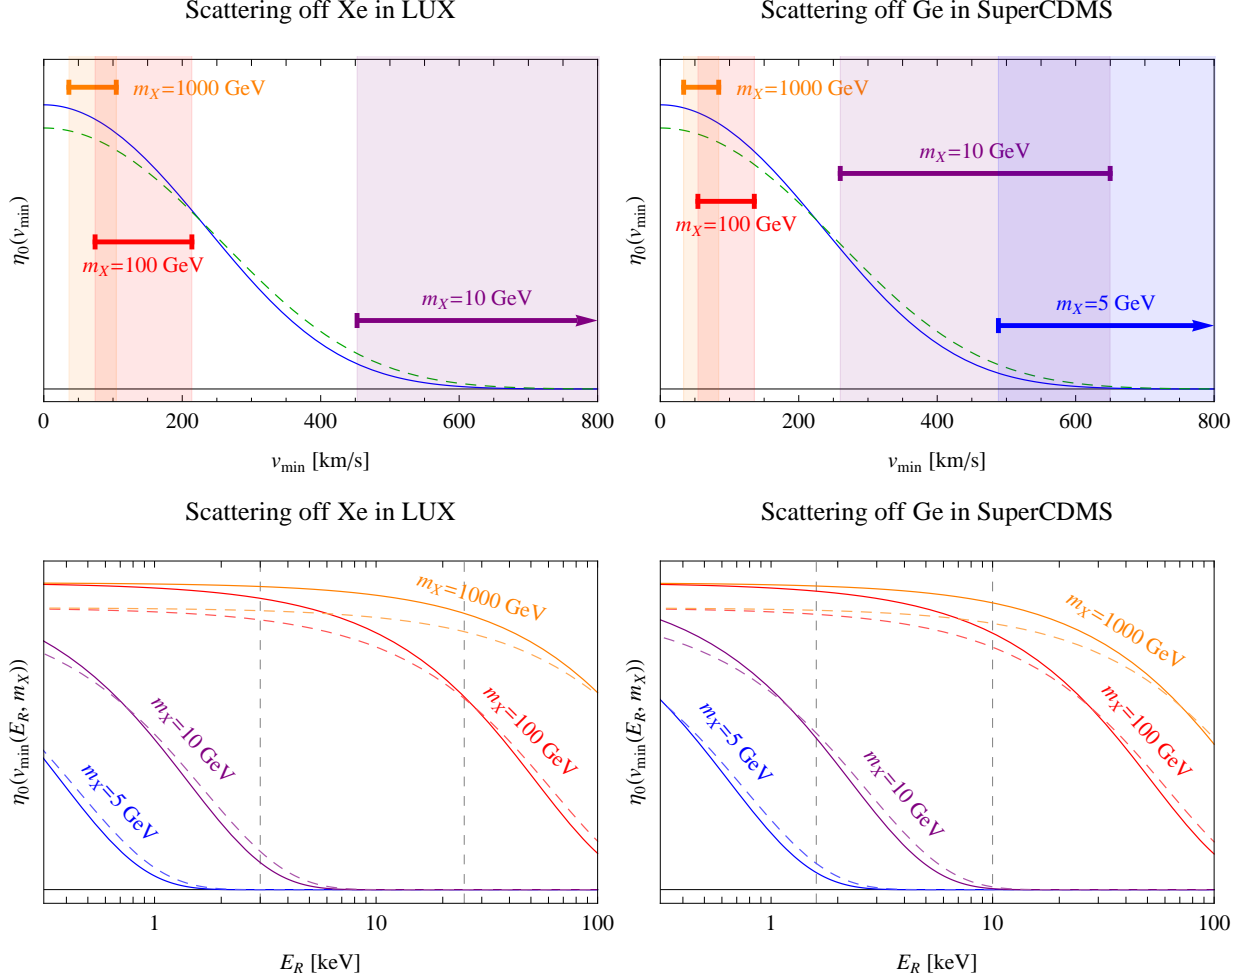 Scattering off Xe in LUX
Scattering off Ge in SuperCDMS
η₀(v_min)
m_X=1000 GeV
m_X=100 GeV
m_X=10 GeV
0 200 400 600 800
v_min [km/s]
η₀(v_min)
m_X=1000 GeV
m_X=10 GeV
m_X=100 GeV
m_X=5 GeV
0 200 400 600 800
v_min [km/s]
Scattering off Xe in LUX
Scattering off Ge in SuperCDMS
η₀(v_min(E_R, m_X))
m_X=1000 GeV
m_X=100 GeV
m_X=10 GeV
m_X=5 GeV
1 10 100
E_R [keV]
η₀(v_min(E_R, m_X))
m_X=1000 GeV
m_X=100 GeV
m_X=5 GeV
m_X=10 GeV
1 10 100
E_R [keV]